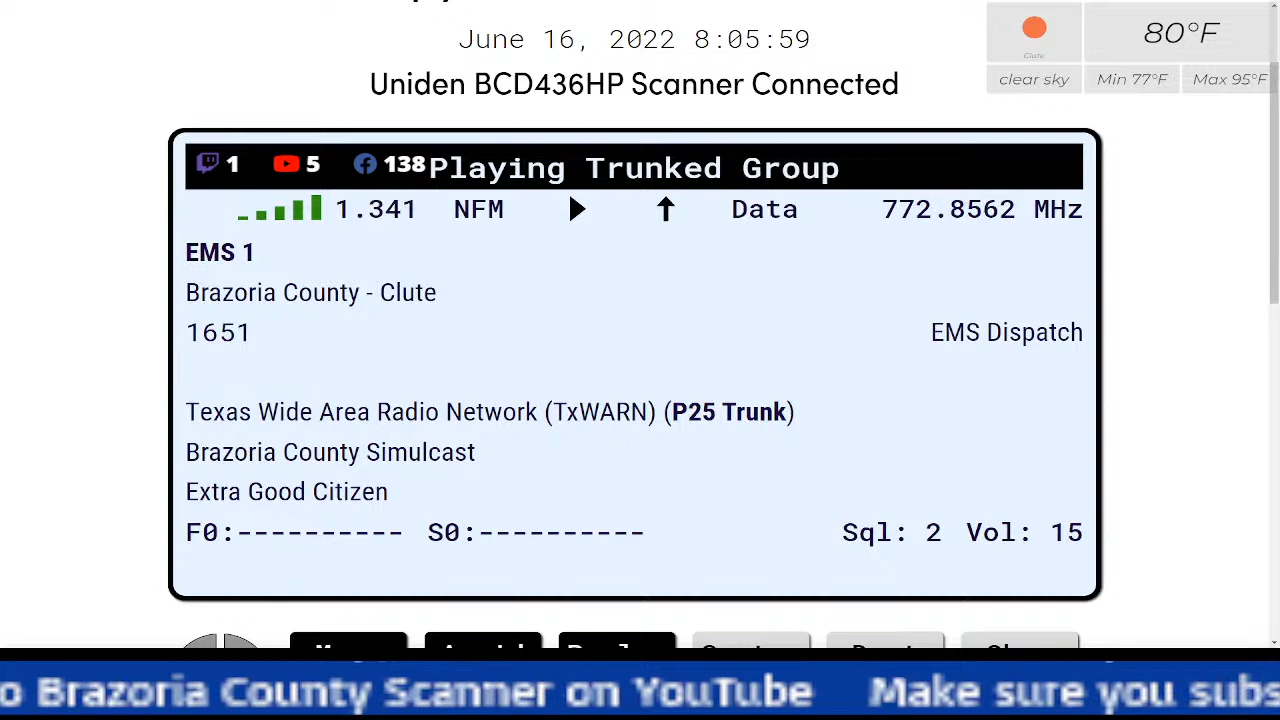 June 16, 2022 8:05:59
80°F
Clute
clear sky Min 77°F Max 95°F
Uniden BCD436HP Scanner Connected
1 5 138 Playing Trunked Group
1.341 NFM Data 772.8562 MHz
EMS 1
Brazoria County - Clute
1651 EMS Dispatch
Texas Wide Area Radio Network (TxWARN) (P25 Trunk)
Brazoria County Simulcast
Extra Good Citizen
F0:---------- S0:---------- Sql: 2 Vol: 15
o Brazoria County Scanner on YouTube Make sure you subs